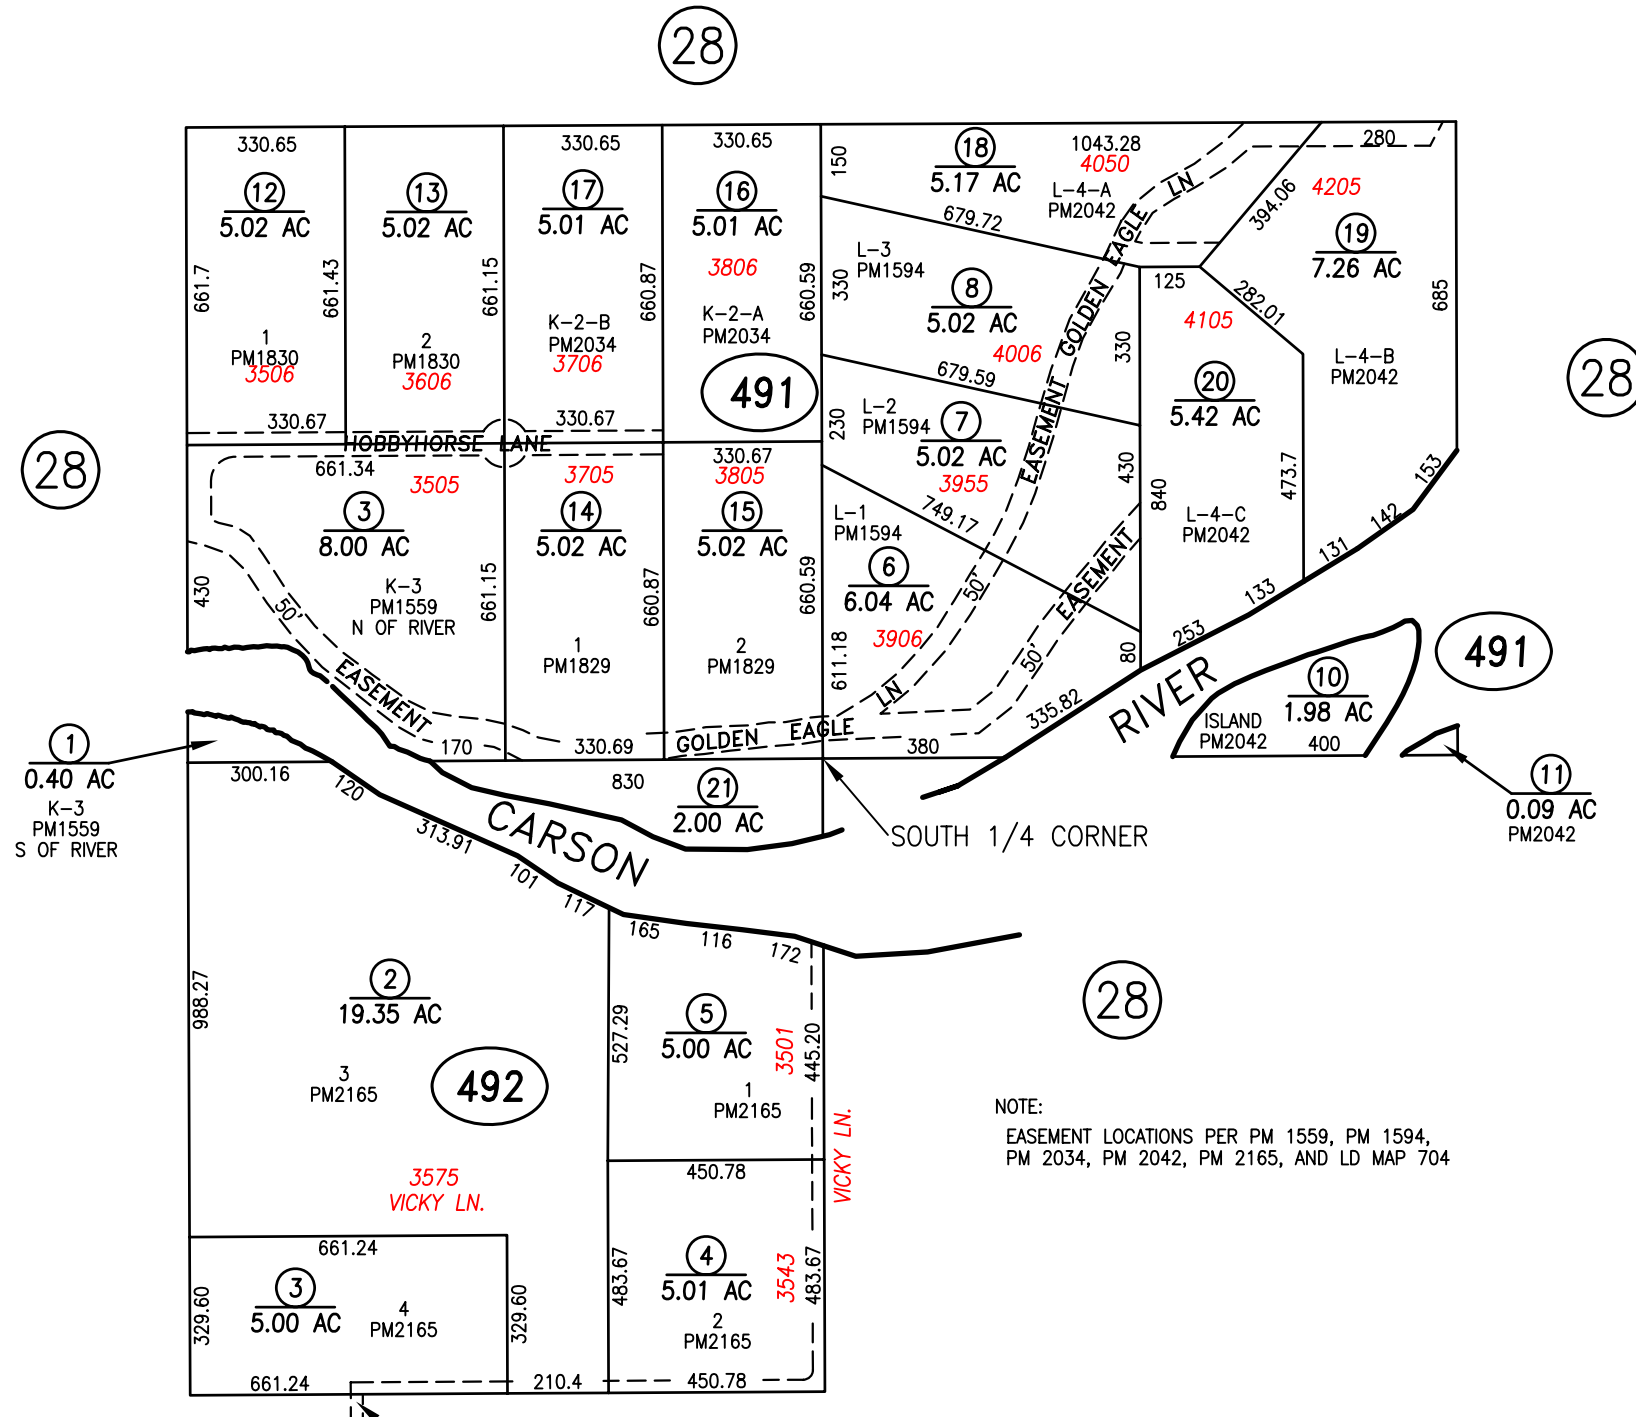 28
330.65
330.65
330.65
150
18
5.17 AC
1043.28
4050
L-4-A
PM2042
LN
280
4205
394.06
12
5.02 AC
13
5.02 AC
17
5.01 AC
16
5.01 AC
679.72
EAGLE
19
7.26 AC
661.7
661.43
661.15
660.87
3806
660.59
L-3
PM1594
330
8
5.02 AC
125
282.01
685
1
PM1830
3506
2
PM1830
3606
K-2-B
PM2034
3706
K-2-A
PM2034
4006
GOLDEN
330
4105
L-4-B
PM2042
28
491
679.59
20
5.42 AC
330.67
330.67
230
L-2
PM1594
7
5.02 AC
EASEMENT
HOBBYHORSE LANE
28
661.34
3505
3705
330.67
3805
3955
430
840
473.7
153
3
8.00 AC
14
5.02 AC
15
5.02 AC
L-1
PM1594
749.17
L-4-C
PM2042
142
131
430
50'
K-3
PM1559
N OF RIVER
661.15
660.87
660.59
6
6.04 AC
50'
EASEMENT
133
1
PM1829
2
PM1829
611.18
3906
50'
80
253
491
EASEMENT
LN
335.82
RIVER
10
1.98 AC
ISLAND
PM2042
400
1
0.40 AC
K-3
PM1559
S OF RIVER
170
330.69
GOLDEN EAGLE
380
11
0.09 AC
PM2042
300.16
120
830
21
2.00 AC
313.91
CARSON
SOUTH 1/4 CORNER
101
117
165
116
172
988.27
2
19.35 AC
527.29
5
5.00 AC
3501
445.20
28
3
PM2165
492
1
PM2165
VICKY LN.
NOTE:
EASEMENT LOCATIONS PER PM 1559, PM 1594,
PM 2034, PM 2042, PM 2165, AND LD MAP 704
450.78
3575
VICKY LN.
661.24
3
5.00 AC
4
PM2165
329.60
329.60
483.67
4
5.01 AC
3543
483.67
2
PM2165
661.24
210.4
450.78